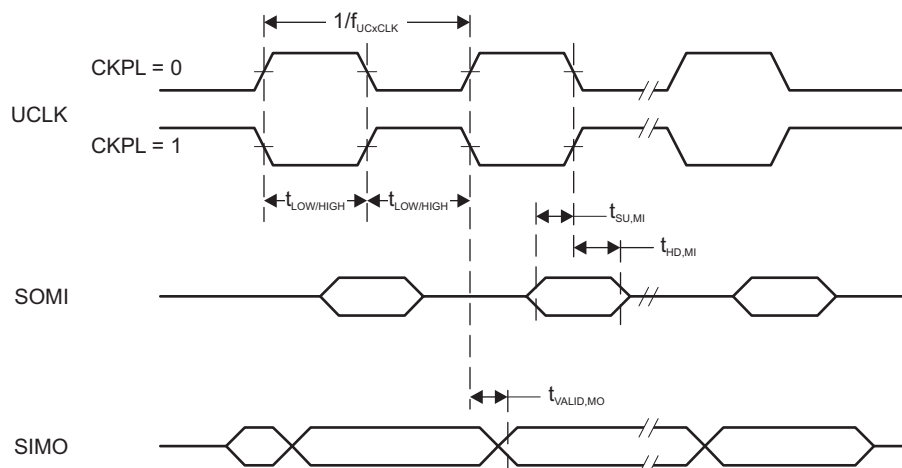 1/fUCxCLK
CKPL = 0
UCLK
CKPL = 1
tLOW/HIGH tLOW/HIGH
tSU,MI
tHD,MI
SOMI
tVALID,MO
SIMO